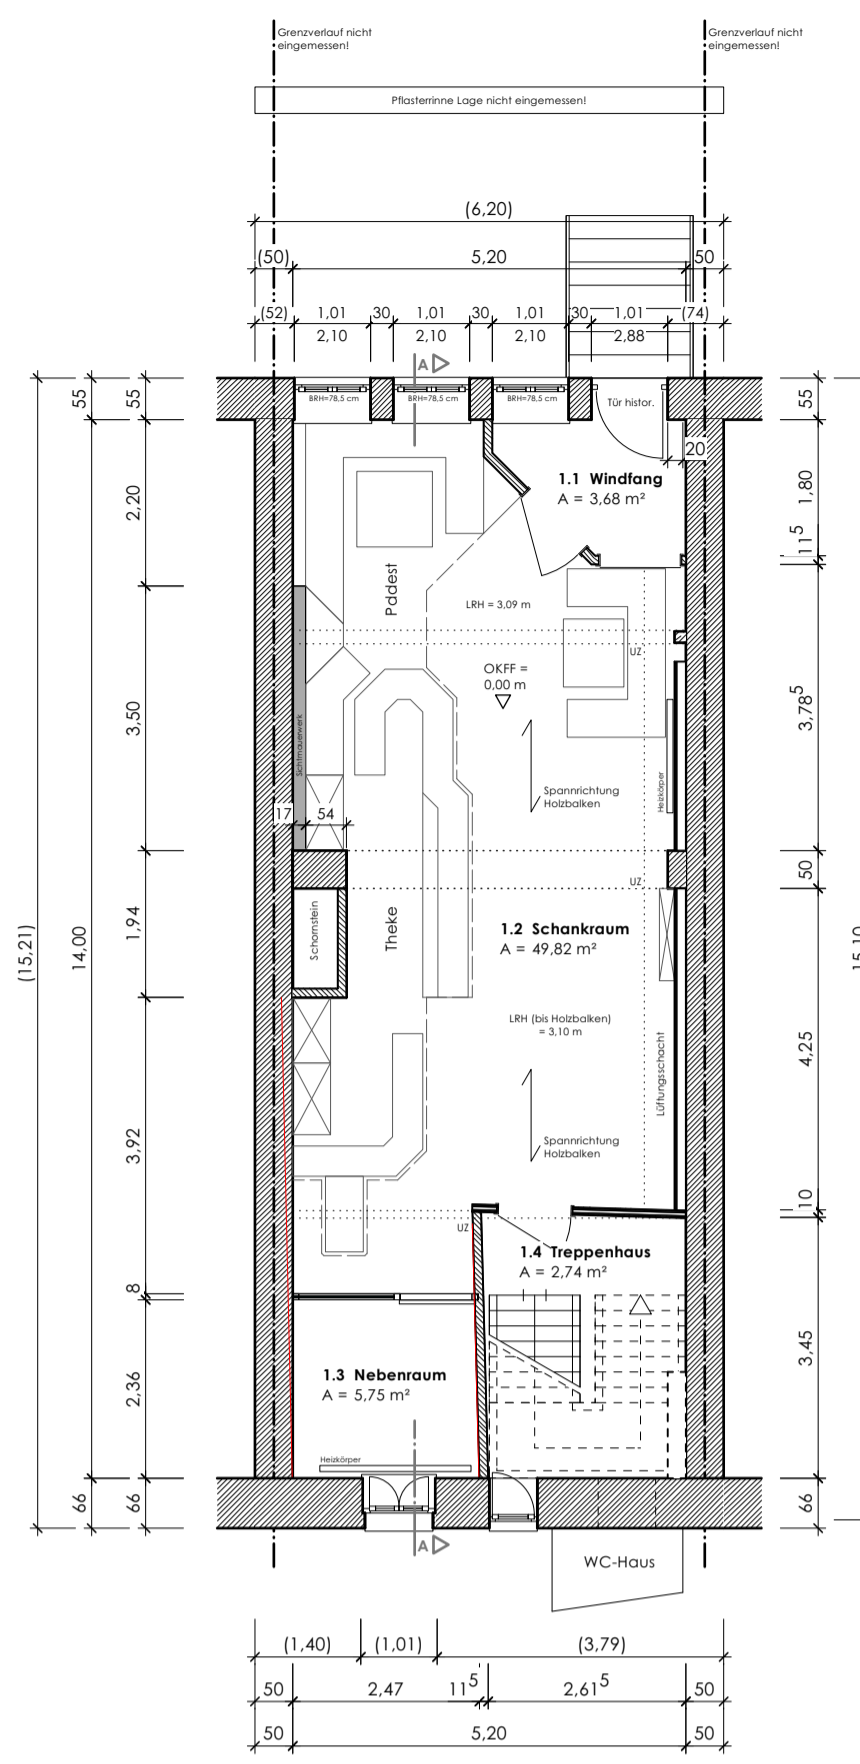 Grenzverlauf nicht
eingemessen!
Grenzverlauf nicht
eingemessen!
Pflasterrinne Lage nicht eingemessen!
(6,20)
(50) 5,20 50
(52) 1,01 30 1,01 30 1,01 30 1,01 (74)
2,10 2,10 2,10 2,88
A
BRH=78,5 cm BRH=78,5 cm BRH=78,5 cm
Tür histor.
55 55 55
20
1.1 Windfang
A = 3,68 m²
2,20
1,80
11⁵
Pddest
LRH = 3,09 m
UZ
OKFF =
0,00 m
3,50
Sichtmauerwerk
3,78⁵
Spannrichtung
Holzbalken
Heizkörper
17 54
UZ
50
1,94
Schornstein
Theke
1.2 Schankraum
A = 49,82 m²
(15,21)
14,00
15,10
LRH (bis Holzbalken)
= 3,10 m
4,25
Lüftungsschacht
3,92
Spannrichtung
Holzbalken
10
UZ
1.4 Treppenhaus
A = 2,74 m²
8
3,45
1.3 Nebenraum
A = 5,75 m²
2,36
Heizkörper
66 66 66
A
WC-Haus
(1,40) (1,01) (3,79)
50 2,47 11⁵ 2,61⁵ 50
50 5,20 50